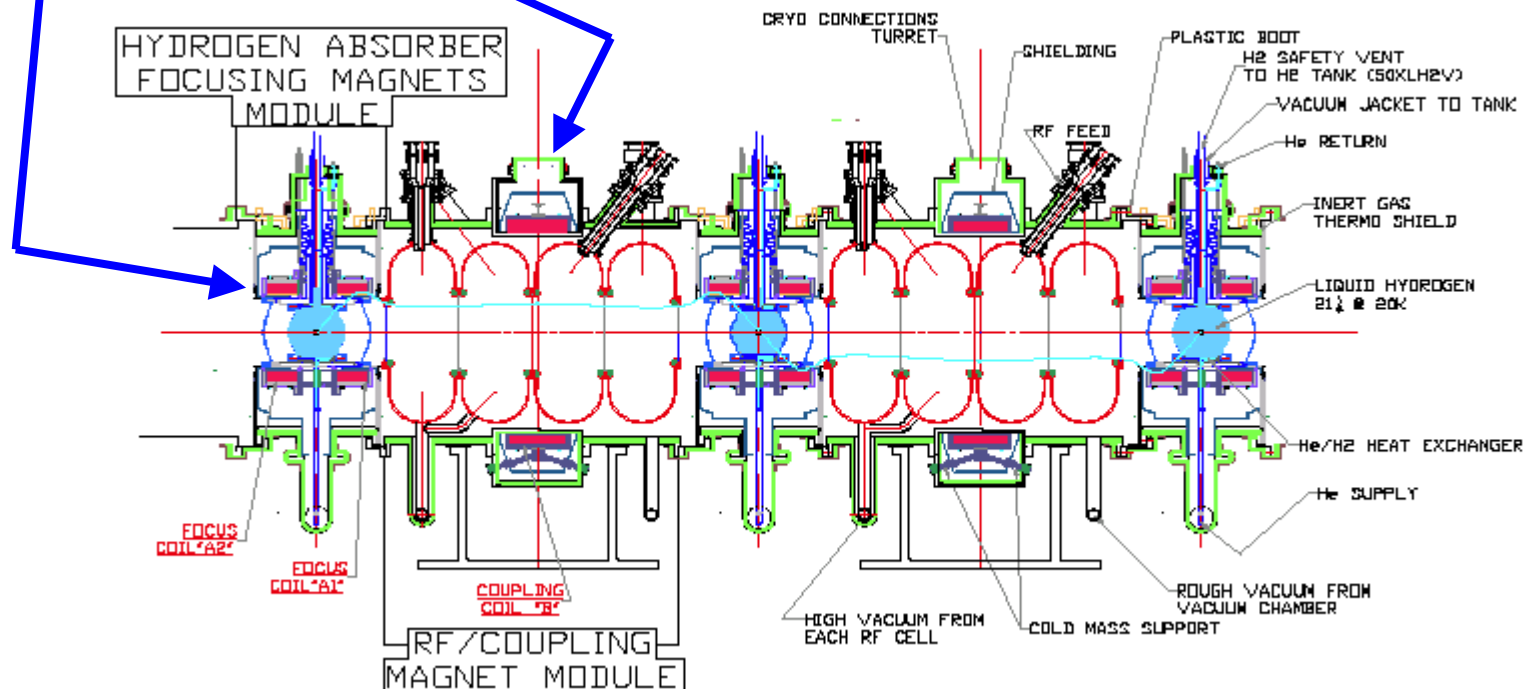 HYDROGEN ABSORBER
FOCUSING MAGNETS
MODULE
CRYO CONNECTIONS
TURRET
SHIELDING
PLASTIC BOOT
H2 SAFETY VENT
TO H2 TANK (50XLH2V)
VACUUM JACKET TO TANK
RF FEED
He RETURN
INERT GAS
THERMO SHIELD
LIQUID HYDROGEN
@ 20K
He/H2 HEAT EXCHANGER
He SUPPLY
FOCUS
COIL"A2"
FOCUS
COIL"A1"
COUPLING
COIL "B"
HIGH VACUUM FROM
EACH RF CELL
COLD MASS SUPPORT
ROUGH VACUUM FROM
VACUUM CHAMBER
RF/COUPLING
MAGNET MODULE